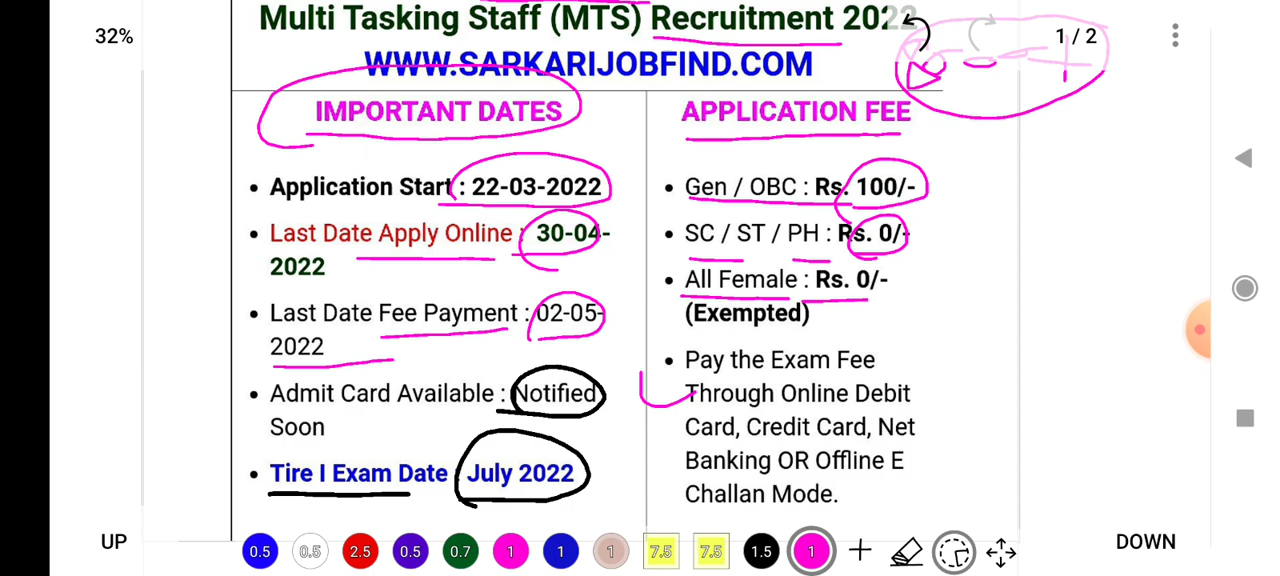 32%
Multi Tasking Staff (MTS) Recruitment 2022
1 / 2
WWW.SARKARIJOBFIND.COM
IMPORTANT DATES
• Application Start : 22-03-2022
• Last Date Apply Online : 30-04-
2022
• Last Date Fee Payment : 02-05-
2022
• Admit Card Available : Notified
Soon
• Tire I Exam Date : July 2022
APPLICATION FEE
• Gen / OBC : Rs. 100/-
• SC / ST / PH : Rs. 0/-
• All Female : Rs. 0/-
(Exempted)
• Pay the Exam Fee
Through Online Debit
Card, Credit Card, Net
Banking OR Offline E
Challan Mode.
UP
DOWN
0.5 0.5 2.5 0.5 0.7 1 1 1 7.5 7.5 1.5 1